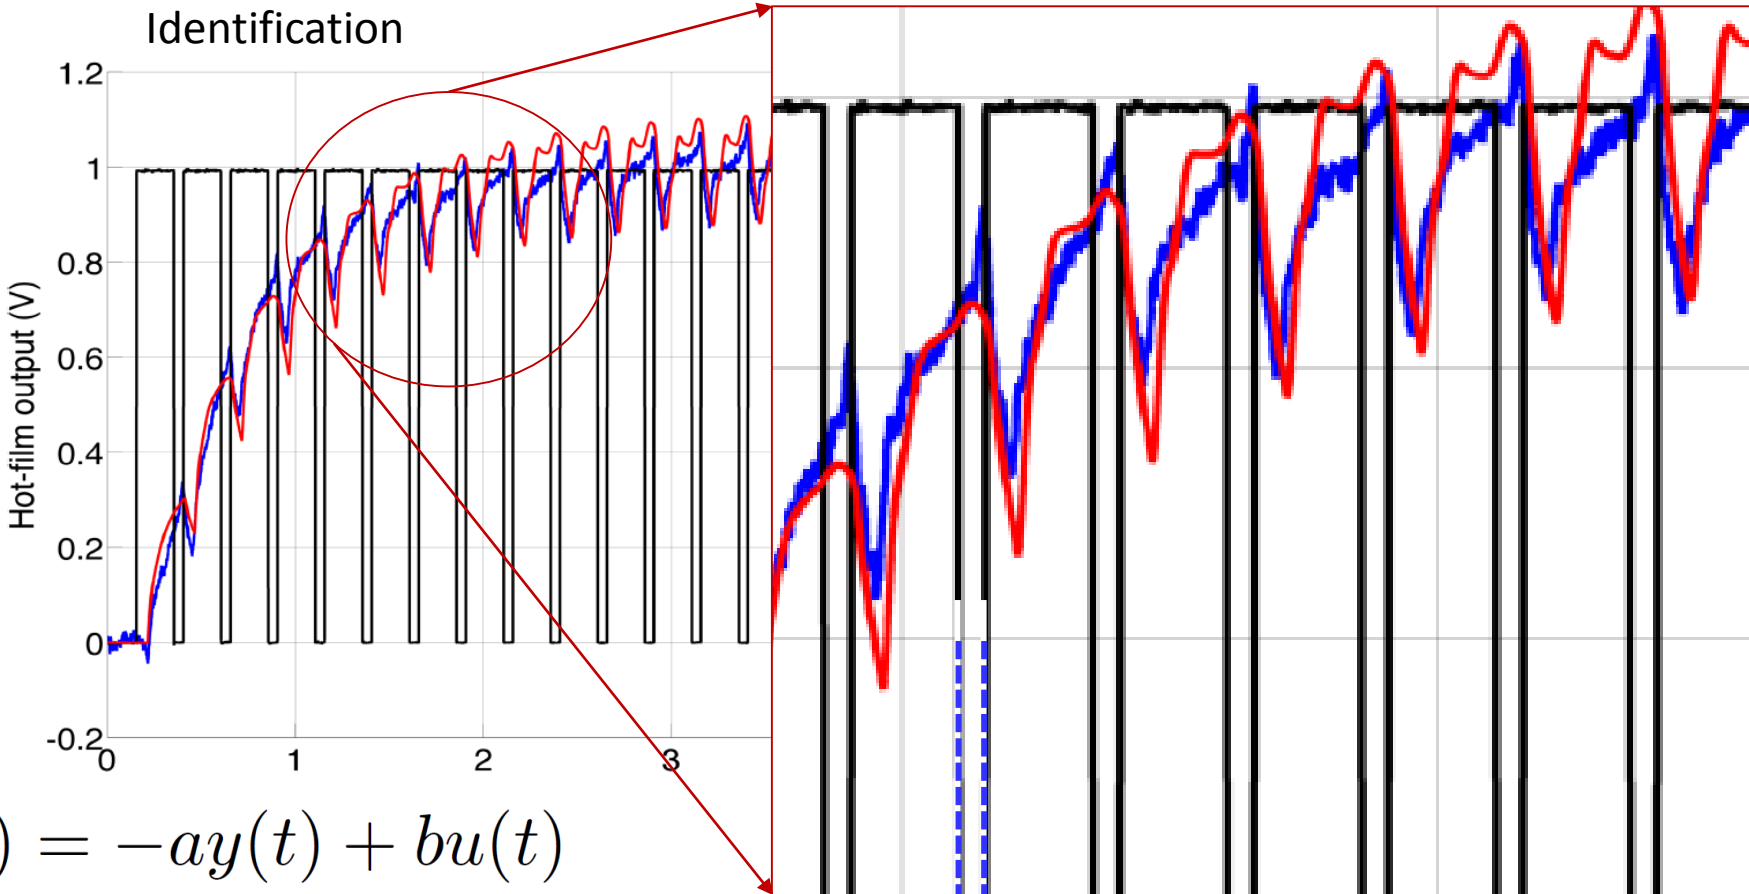 Identification
1.2
1
0.8
0.6
0.4
0.2
0
-0.2
Hot-film output (V)
0 1 2 3
) = −ay(t) + bu(t)